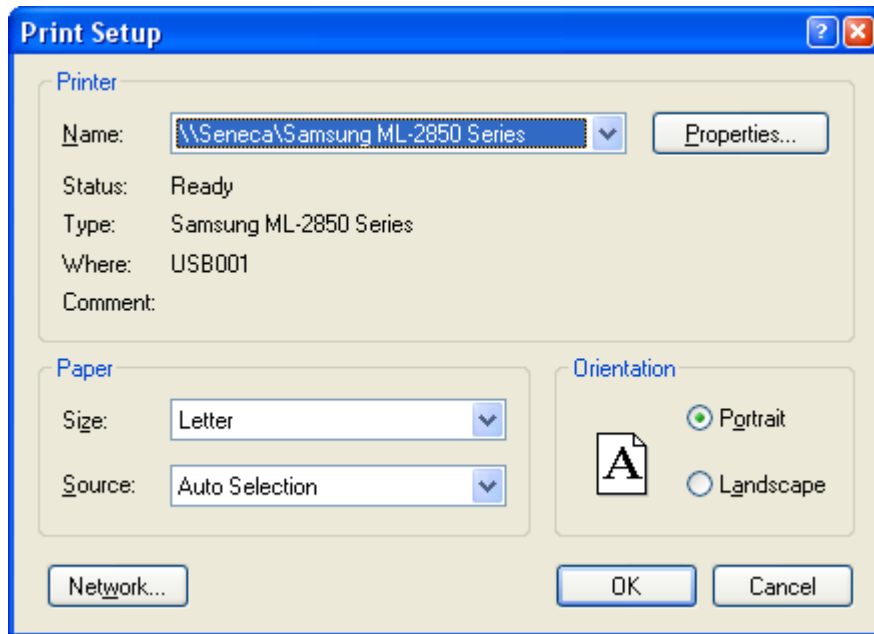 Print Setup
Printer
Name: \\Seneca\Samsung ML-2850 Series Properties...
Status: Ready
Type: Samsung ML-2850 Series
Where: USB001
Comment:
Paper
Size: Letter
Source: Auto Selection
Orientation
A
Portrait
Landscape
Network... OK Cancel